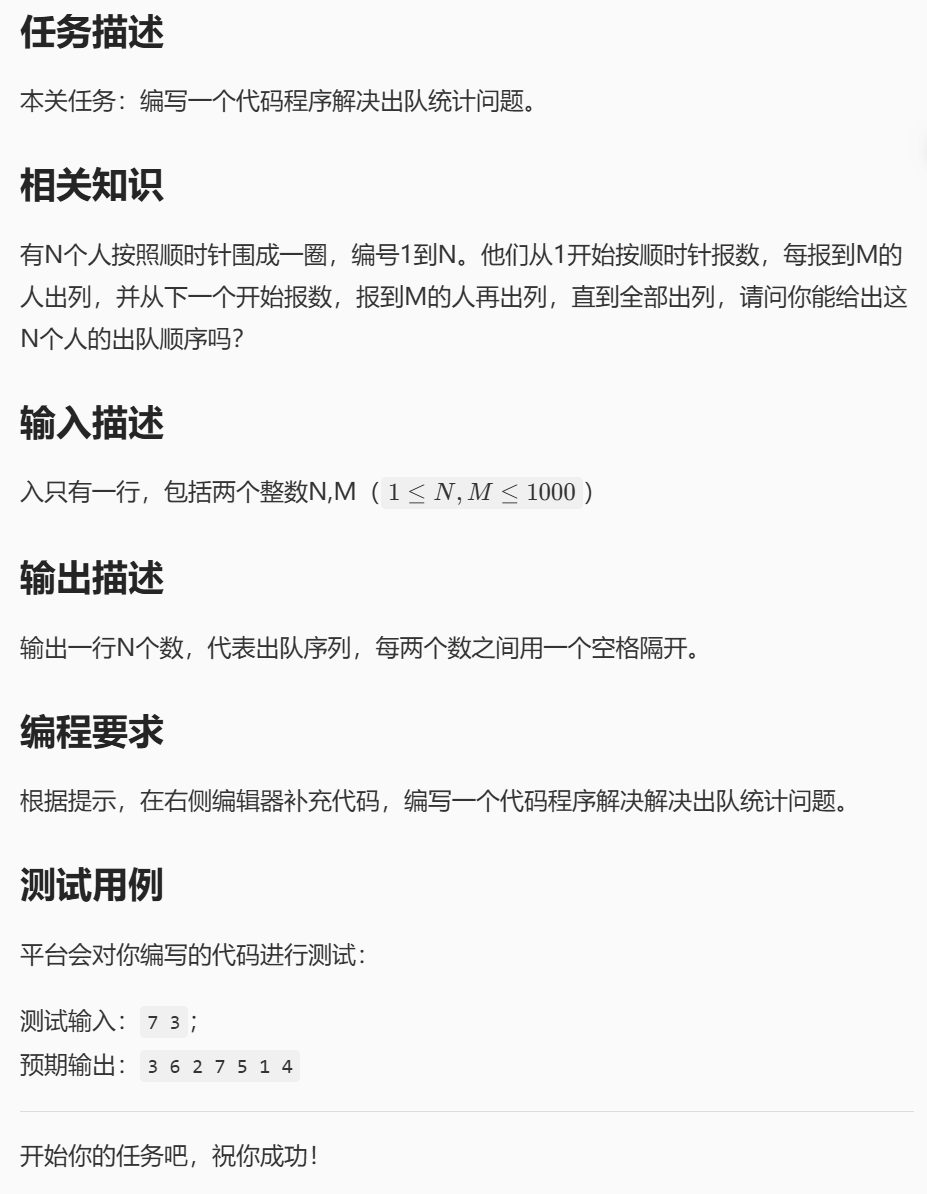 任务描述
本关任务：编写一个代码程序解决出队统计问题。
相关知识
有N个人按照顺时针围成一圈，编号1到N。他们从1开始按顺时针报数，每报到M的
人出列，并从下一个开始报数，报到M的人再出列，直到全部出列，请问你能给出这
N个人的出队顺序吗？
输入描述
入只有一行，包括两个整数N,M（1 ≤ N, M ≤ 1000）
输出描述
输出一行N个数，代表出队序列，每两个数之间用一个空格隔开。
编程要求
根据提示，在右侧编辑器补充代码，编写一个代码程序解决解决出队统计问题。
测试用例
平台会对你编写的代码进行测试：
测试输入：7 3；
预期输出：3 6 2 7 5 1 4
开始你的任务吧，祝你成功！